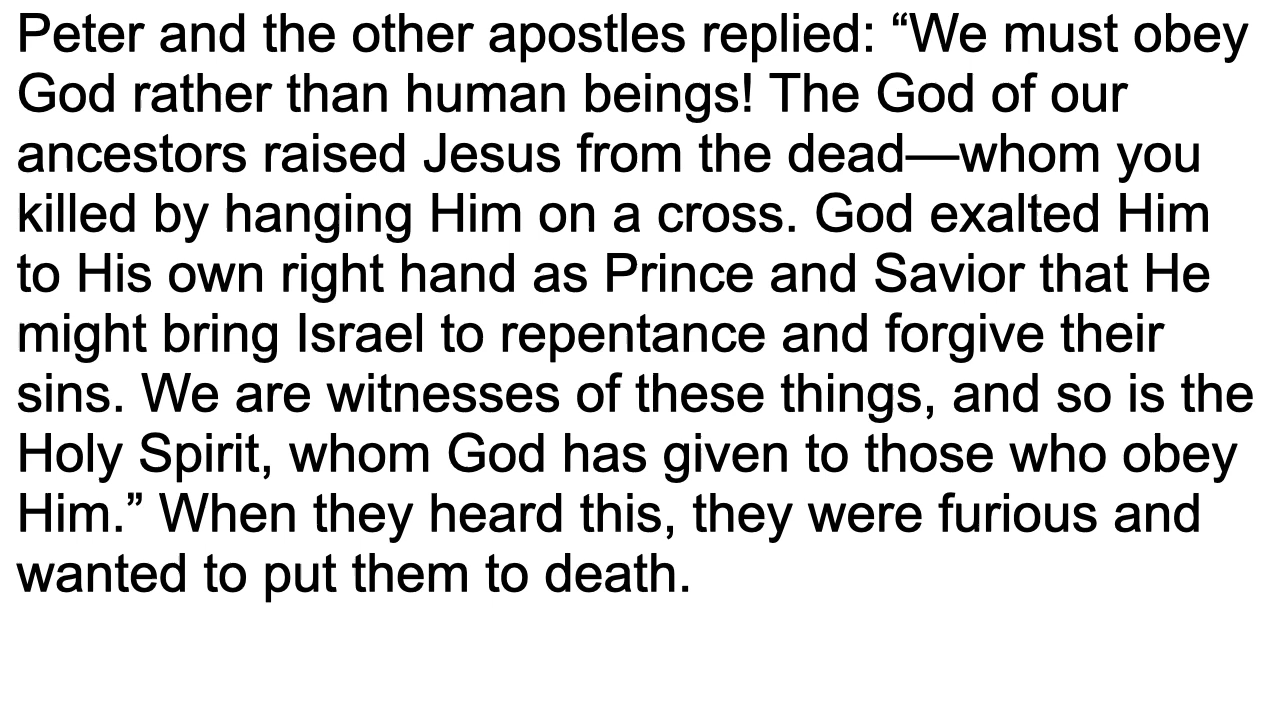 Peter and the other apostles replied: “We must obey
God rather than human beings! The God of our
ancestors raised Jesus from the dead—whom you
killed by hanging Him on a cross. God exalted Him
to His own right hand as Prince and Savior that He
might bring Israel to repentance and forgive their
sins. We are witnesses of these things, and so is the
Holy Spirit, whom God has given to those who obey
Him.” When they heard this, they were furious and
wanted to put them to death.